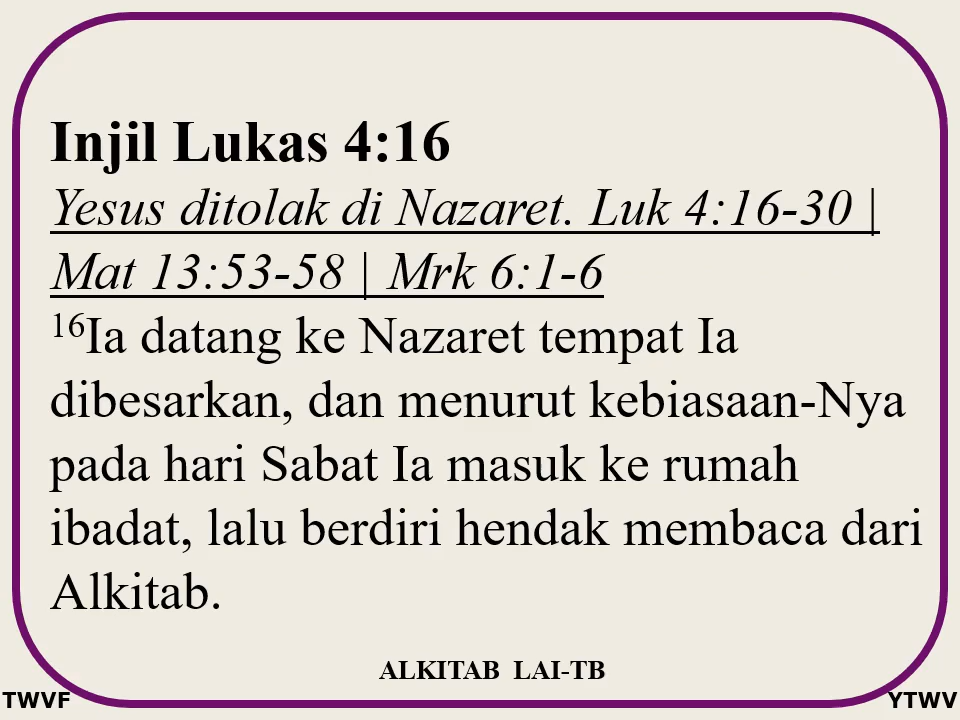 Injil Lukas 4:16
Yesus ditolak di Nazaret. Luk 4:16-30 |
Mat 13:53-58 | Mrk 6:1-6
16Ia datang ke Nazaret tempat Ia
dibesarkan, dan menurut kebiasaan-Nya
pada hari Sabat Ia masuk ke rumah
ibadat, lalu berdiri hendak membaca dari
Alkitab.
ALKITAB LAI-TB
TWVF
YTWV